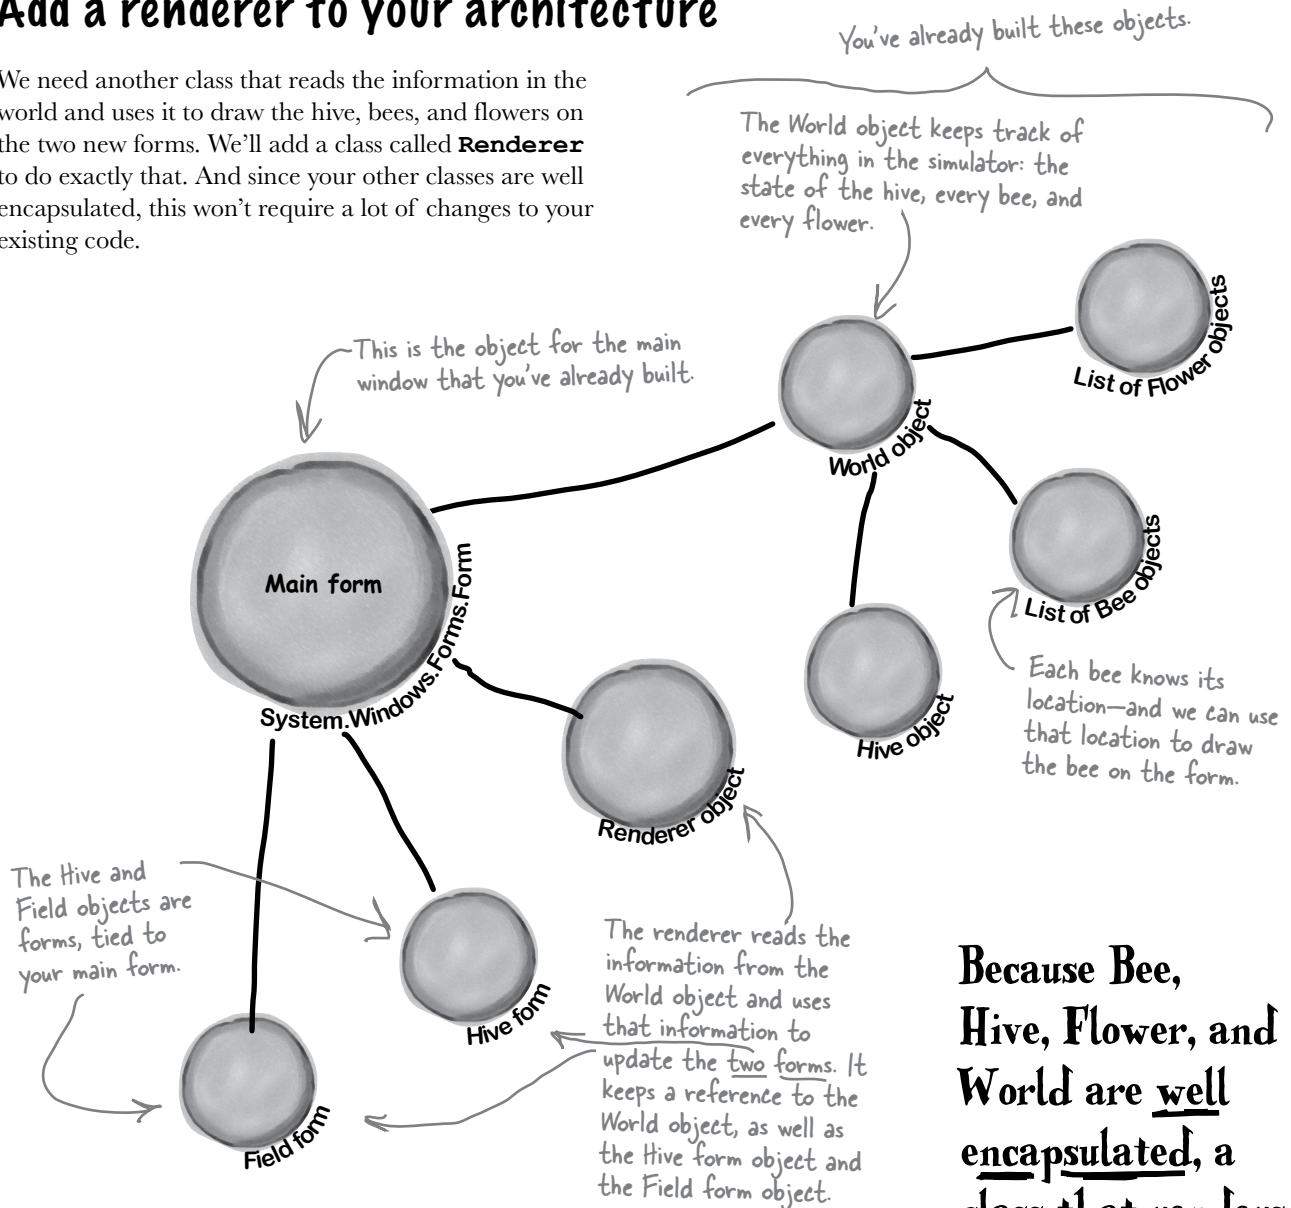 Add a renderer to your architecture
We need another class that reads the information in the
world and uses it to draw the hive, bees, and flowers on
the two new forms. We'll add a class called Renderer
to do exactly that. And since your other classes are well
encapsulated, this won't require a lot of changes to your
existing code.
You've already built these objects.
The World object keeps track of
everything in the simulator: the
state of the hive, every bee, and
every flower.
This is the object for the main
window that you've already built.
List of Flower objects
World object
Main form
System.Windows.Forms.Form
List of Bee objects
Hive object
Each bee knows its
location—and we can use
that location to draw
the bee on the form.
Renderer object
The Hive and
Field objects are
forms, tied to
your main form.
Hive form
Field form
The renderer reads the
information from the
World object and uses
that information to
update the two forms. It
keeps a reference to the
World object, as well as
the Hive form object and
the Field form object.
Because Bee,
Hive, Flower, and
World are well
encapsulated, a
class that renders